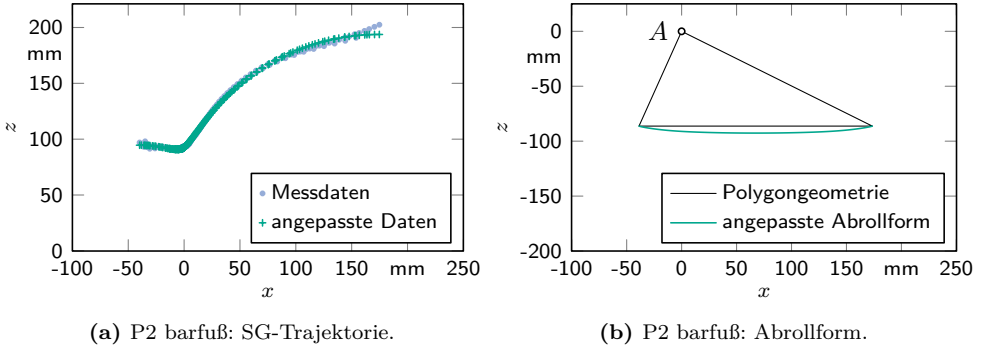 200
mm
150
z
100
50
0
-100 -50 0 50 100 150 mm 250
x
Messdaten
angepasste Daten
(a) P2 barfuß: SG-Trajektorie.
0
mm
-50
z
-100
-150
-200
-100 -50 0 50 100 150 mm 250
x
A
Polygongeometrie
angepasste Abrollform
(b) P2 barfuß: Abrollform.